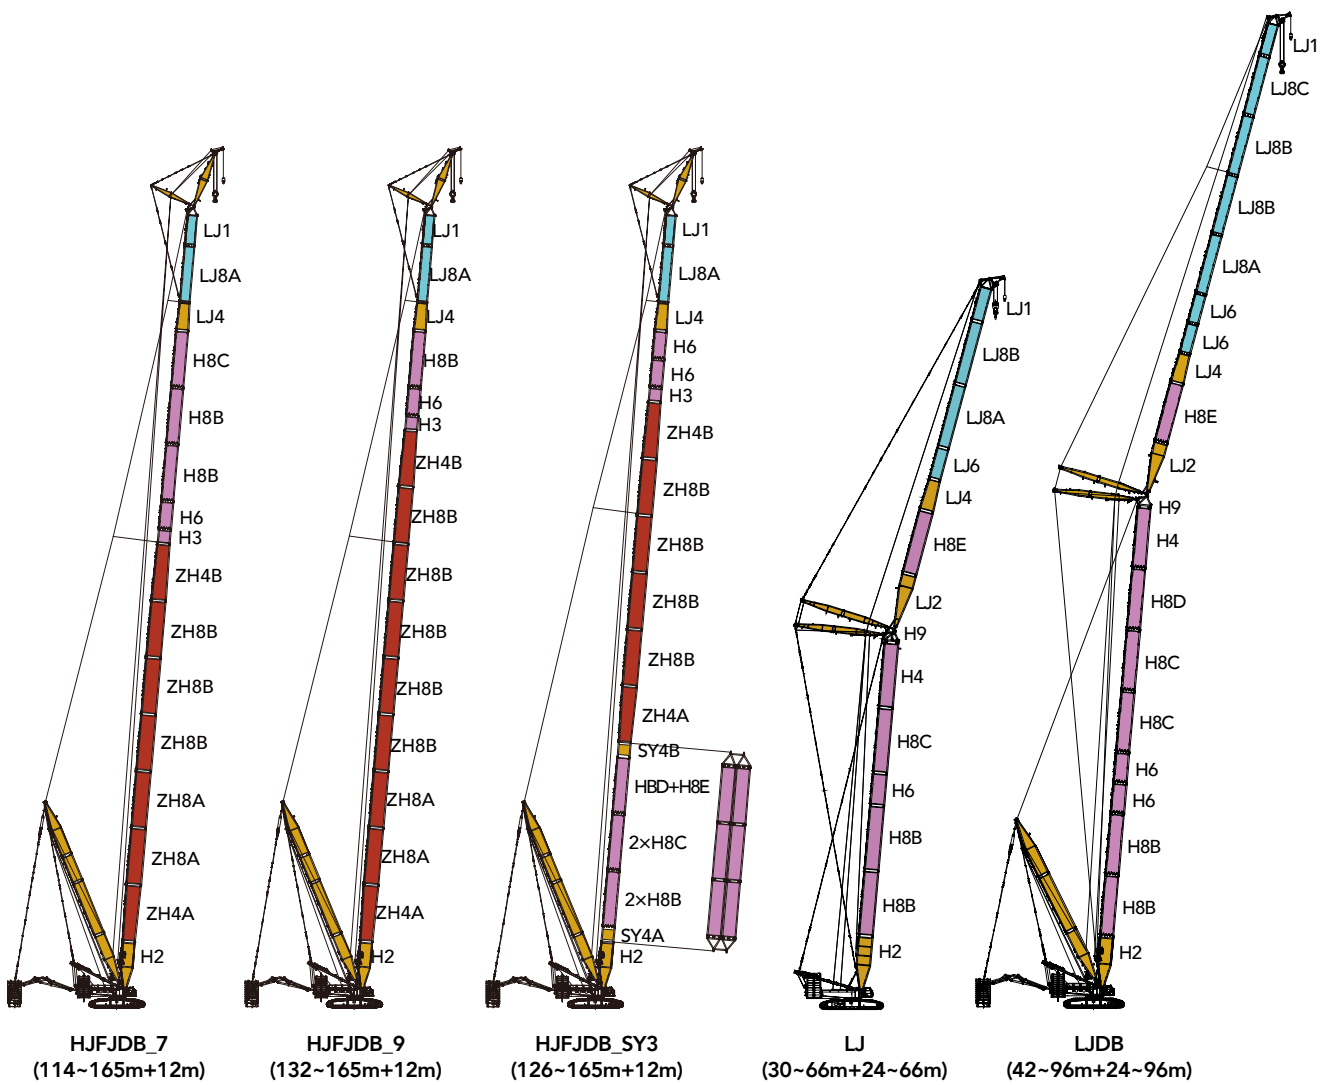 LJ1
LJ8A
LJ4
H8C
H8B
H8B
H6
H3
ZH4B
ZH8B
ZH8B
ZH8B
ZH8A
ZH8A
ZH4A
H2
HJFJDB_7
(114~165m+12m)
LJ1
LJ8A
LJ4
H8B
H6
H3
ZH4B
ZH8B
ZH8B
ZH8B
ZH8B
ZH8B
ZH8A
ZH8A
ZH4A
H2
HJFJDB_9
(132~165m+12m)
LJ1
LJ8A
LJ4
H6
H6
H3
ZH4B
ZH8B
ZH8B
ZH8B
ZH8B
ZH4A
SY4B
HBD+H8E
2×H8C
2×H8B
SY4A
H2
HJFJDB_SY3
(126~165m+12m)
LJ1
LJ8B
LJ8A
LJ6
LJ4
H8E
LJ2
H9
H4
H8C
H6
H8B
H8B
H2
LJ
(30~66m+24~66m)
LJ1
LJ8C
LJ8B
LJ8B
LJ8A
LJ6
LJ6
LJ4
H8E
LJ2
H9
H4
H8D
H8C
H8C
H6
H6
H8B
H8B
H2
LJDB
(42~96m+24~96m)